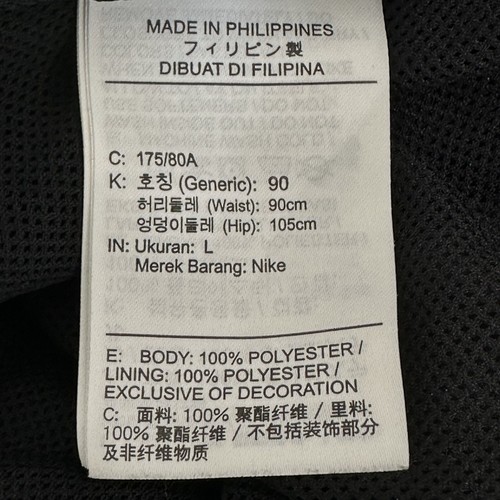 MADE IN PHILIPPINES
フィリピン製
DIBUAT DI FILIPINA
C: 175/80A
K: 호칭 (Generic): 90
허리둘레 (Waist): 90cm
엉덩이둘레 (Hip): 105cm
IN: Ukuran: L
Merek Barang: Nike
E: BODY: 100% POLYESTER /
LINING: 100% POLYESTER /
EXCLUSIVE OF DECORATION
C: 面料: 100% 聚酯纤维 / 里料:
100% 聚酯纤维 / 不包括装饰部分
及非纤维物质